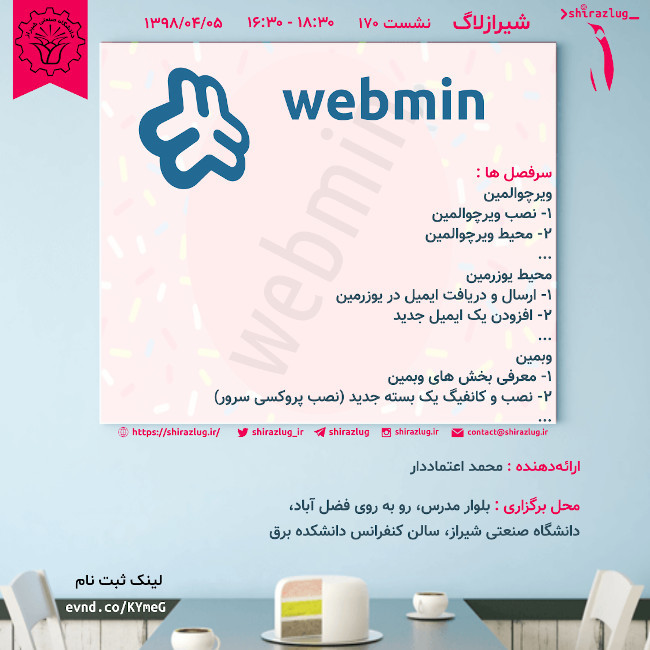 >shirazlug_
شیرازلاگ نشست ۱۷۰ ۱۶:۳۰ - ۱۸:۳۰ ۱۳۹۸/۰۴/۰۵
webmin
webmin
سرفصل ها :
ویرچوالمین
۱- نصب ویرچوالمین
۲- محیط ویرچوالمین
...
محیط یوزرمین
۱- ارسال و دریافت ایمیل در یوزرمین
۲- افزودن یک ایمیل جدید
...
وبمین
۱- معرفی بخش های وبمین
۲- نصب و کانفیگ یک بسته جدید (نصب پروکسی سرور)
...
https://shirazlug.ir/ shirazlug_ir shirazlug shirazlug.ir contact@shirazlug.ir
ارائه‌دهنده : محمد اعتماددار
محل برگزاری : بلوار مدرس، رو به روی فضل آباد،
دانشگاه صنعتی شیراز، سالن کنفرانس دانشکده برق
لینک ثبت نام
evnd.co/KYmeG